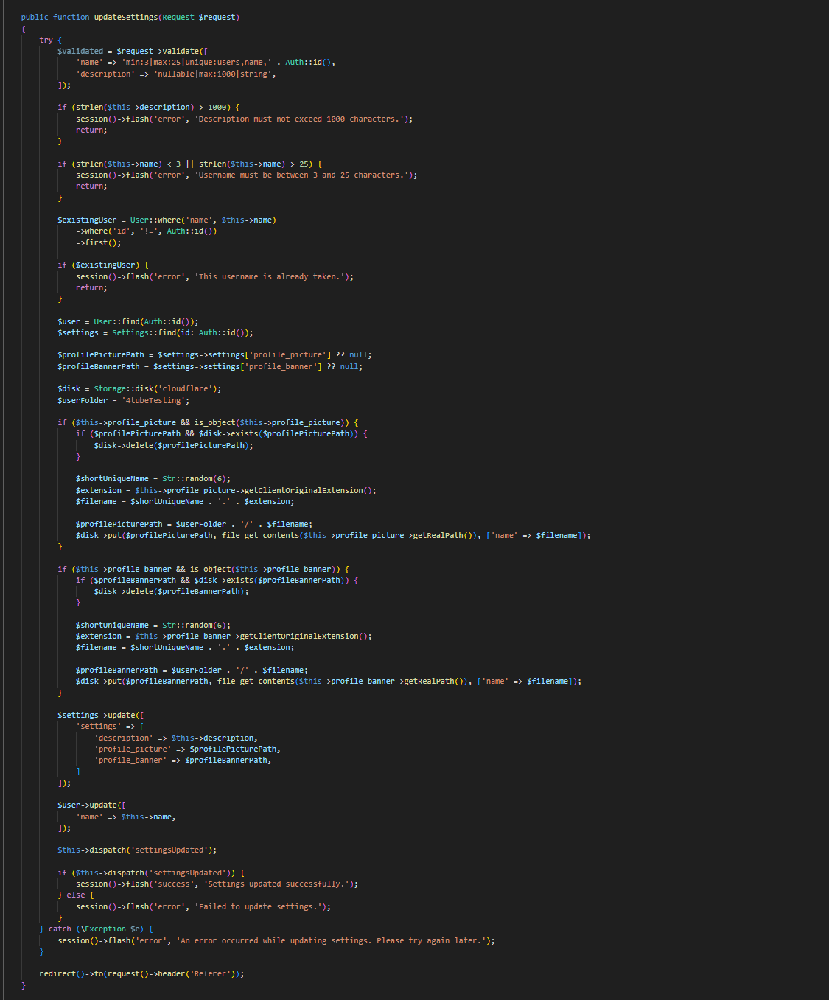 public function updateSettings(Request $request)
{
try {
$validated = $request->validate([
'name' => 'min:3|max:25|unique:users,name,' . Auth::id(),
'description' => 'nullable|max:1000|string',
]);
if (strlen($this->description) > 1000) {
session()->flash('error', 'Description must not exceed 1000 characters.');
return;
}
if (strlen($this->name) < 3 || strlen($this->name) > 25) {
session()->flash('error', 'Username must be between 3 and 25 characters.');
return;
}
$existingUser = User::where('name', $this->name)
->where('id', '!=', Auth::id())
->first();
if ($existingUser) {
session()->flash('error', 'This username is already taken.');
return;
}
$user = User::find(Auth::id());
$settings = Settings::find(id: Auth::id());
$profilePicturePath = $settings->settings['profile_picture'] ?? null;
$profileBannerPath = $settings->settings['profile_banner'] ?? null;
$disk = Storage::disk('cloudflare');
$userFolder = '4tubeTesting';
if ($this->profile_picture && is_object($this->profile_picture)) {
if ($profilePicturePath && $disk->exists($profilePicturePath)) {
$disk->delete($profilePicturePath);
}
$shortUniqueName = Str::random(6);
$extension = $this->profile_picture->getClientOriginalExtension();
$filename = $shortUniqueName . '.' . $extension;
$profilePicturePath = $userFolder . '/' . $filename;
$disk->put($profilePicturePath, file_get_contents($this->profile_picture->getRealPath()), ['name' => $filename]);
}
if ($this->profile_banner && is_object($this->profile_banner)) {
if ($profileBannerPath && $disk->exists($profileBannerPath)) {
$disk->delete($profileBannerPath);
}
$shortUniqueName = Str::random(6);
$extension = $this->profile_banner->getClientOriginalExtension();
$filename = $shortUniqueName . '.' . $extension;
$profileBannerPath = $userFolder . '/' . $filename;
$disk->put($profileBannerPath, file_get_contents($this->profile_banner->getRealPath()), ['name' => $filename]);
}
$settings->update([
'settings' => [
'description' => $this->description,
'profile_picture' => $profilePicturePath,
'profile_banner' => $profileBannerPath,
]
]);
$user->update([
'name' => $this->name,
]);
$this->dispatch('settingsUpdated');
if ($this->dispatch('settingsUpdated')) {
session()->flash('success', 'Settings updated successfully.');
} else {
session()->flash('error', 'Failed to update settings.');
}
} catch (\Exception $e) {
session()->flash('error', 'An error occurred while updating settings. Please try again later.');
}
redirect()->to(request()->header('Referer'));
}